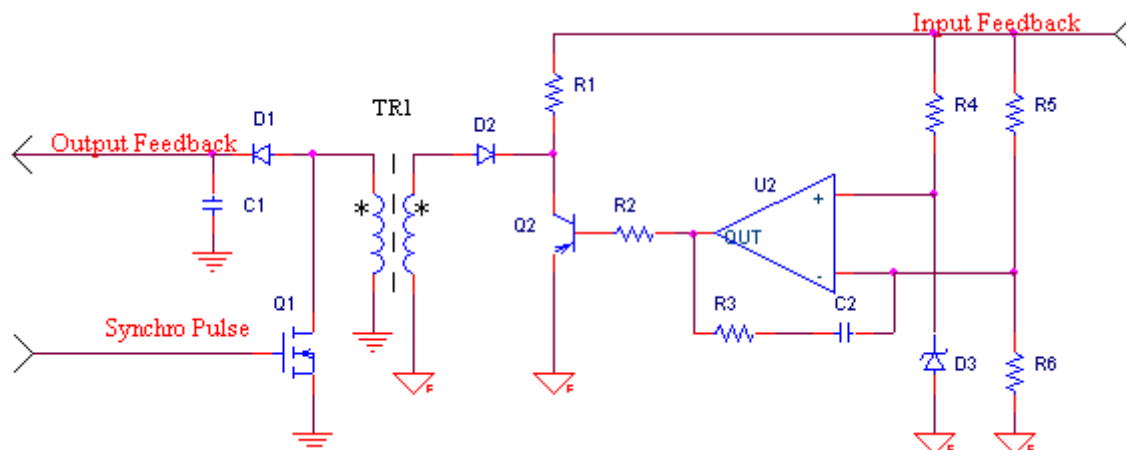 Input Feedback
R1
R4
R5
TR1
D1
D2
Output Feedback
U2
C1
*
*
Q2
R2
+
OUT
-
Q1
R3
C2
Synchro Pulse
D3
R6
F
F
F
F